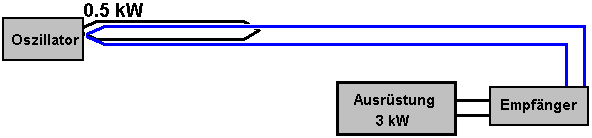 0.5 kW
Oszillator
Ausrüstung
3 kW
Empfänger